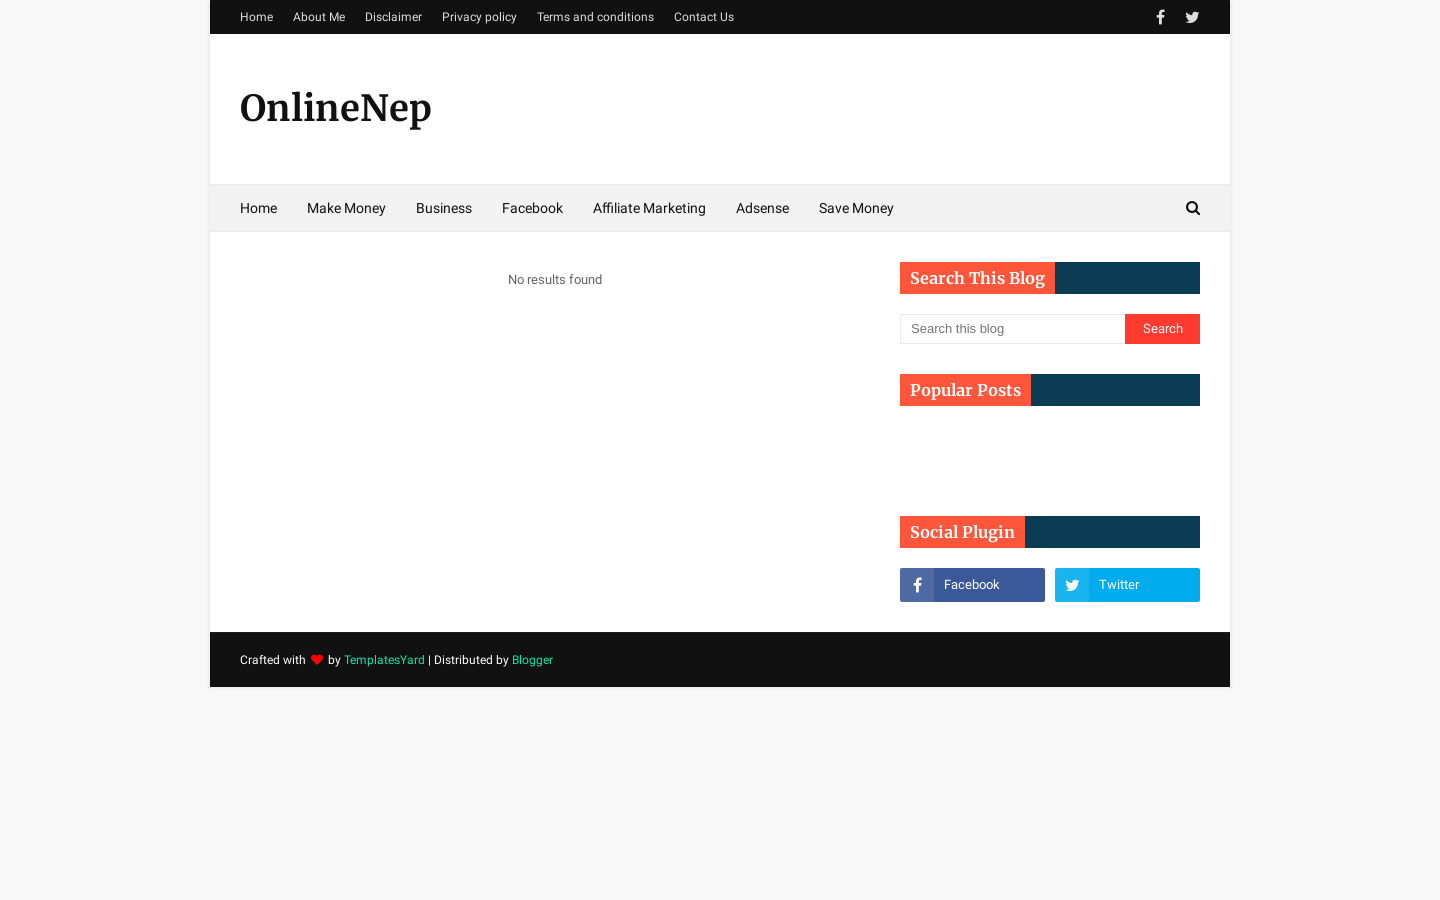 Home About Me Disclaimer Privacy policy Terms and conditions Contact Us
OnlineNep
Home Make Money Business Facebook Affiliate Marketing Adsense Save Money
No results found
Search This Blog
Search this blog Search
Popular Posts
Social Plugin
Facebook Twitter
Crafted with by TemplatesYard | Distributed by Blogger